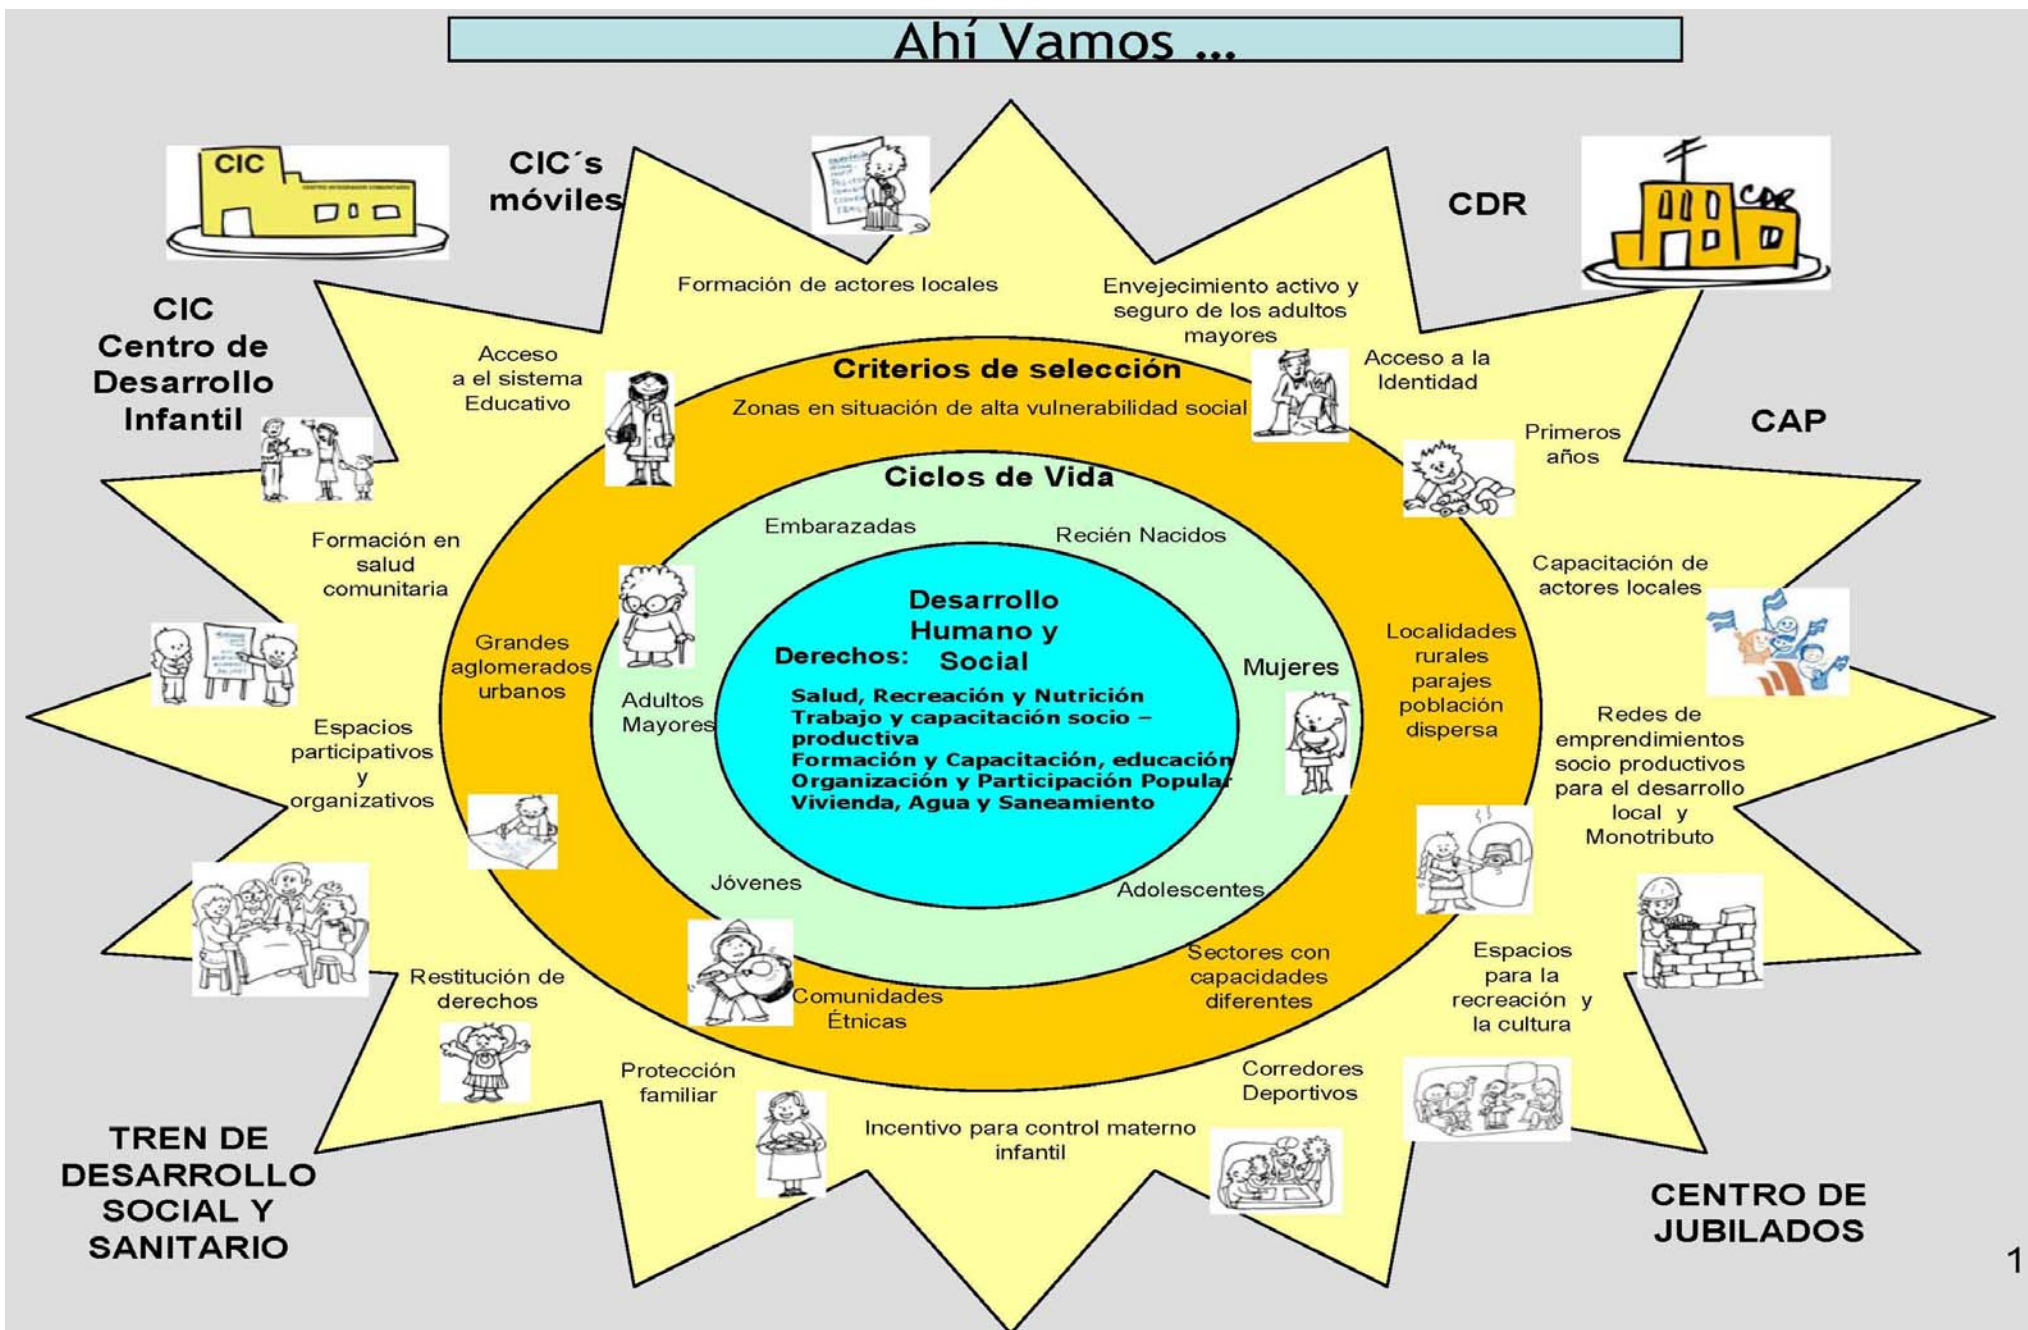 Ahí Vamos ...
CIC
CENTRO INTEGRADOR COMUNITARIO
CIC´s
móviles
CDR
CDR
CIC
Centro de
Desarrollo
Infantil
CAP
Formación de actores locales
Envejecimiento activo y
seguro de los adultos
mayores
Acceso
a el sistema
Educativo
Acceso a la
Identidad
Primeros
años
Criterios de selección
Zonas en situación de alta vulnerabilidad social
Ciclos de Vida
Embarazadas
Recién Nacidos
Formación en
salud
comunitaria
Capacitación de
actores locales
Grandes
aglomerados
urbanos
Adultos
Mayores
Desarrollo
Humano y
Social
Derechos:
Salud, Recreación y Nutrición
Trabajo y capacitación socio –
productiva
Formación y Capacitación, educación
Organización y Participación Popular
Vivienda, Agua y Saneamiento
Mujeres
Localidades
rurales
parajes
población
dispersa
Espacios
participativos
y
organizativos
Redes de
emprendimientos
socio productivos
para el desarrollo
local y
Monotributo
Jóvenes
Adolescentes
Comunidades
Étnicas
Sectores con
capacidades
diferentes
Restitución de
derechos
Espacios
para la
recreación y
la cultura
Protección
familiar
Incentivo para control materno
infantil
Corredores
Deportivos
TREN DE
DESARROLLO
SOCIAL Y
SANITARIO
CENTRO DE
JUBILADOS
1